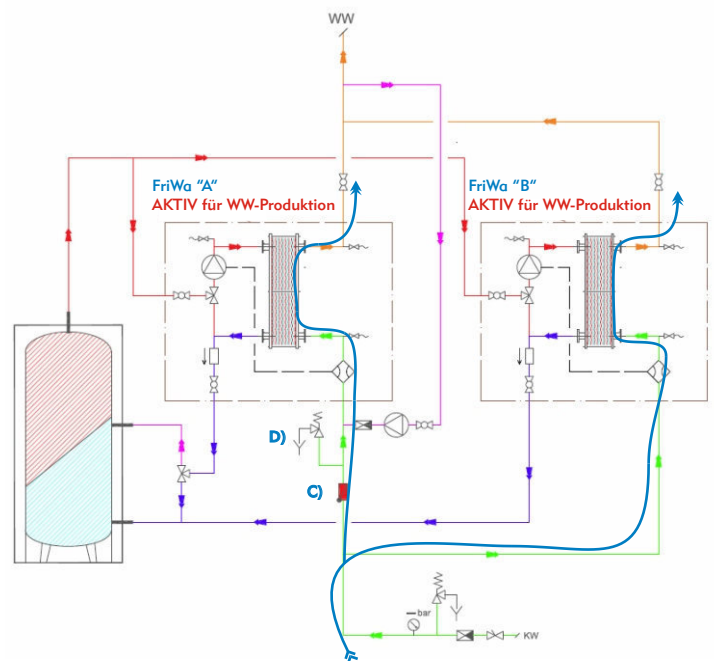 WW
FriWa "A"
AKTIV für WW-Produktion
FriWa "B"
AKTIV für WW-Produktion
D)
C)
bar
KW